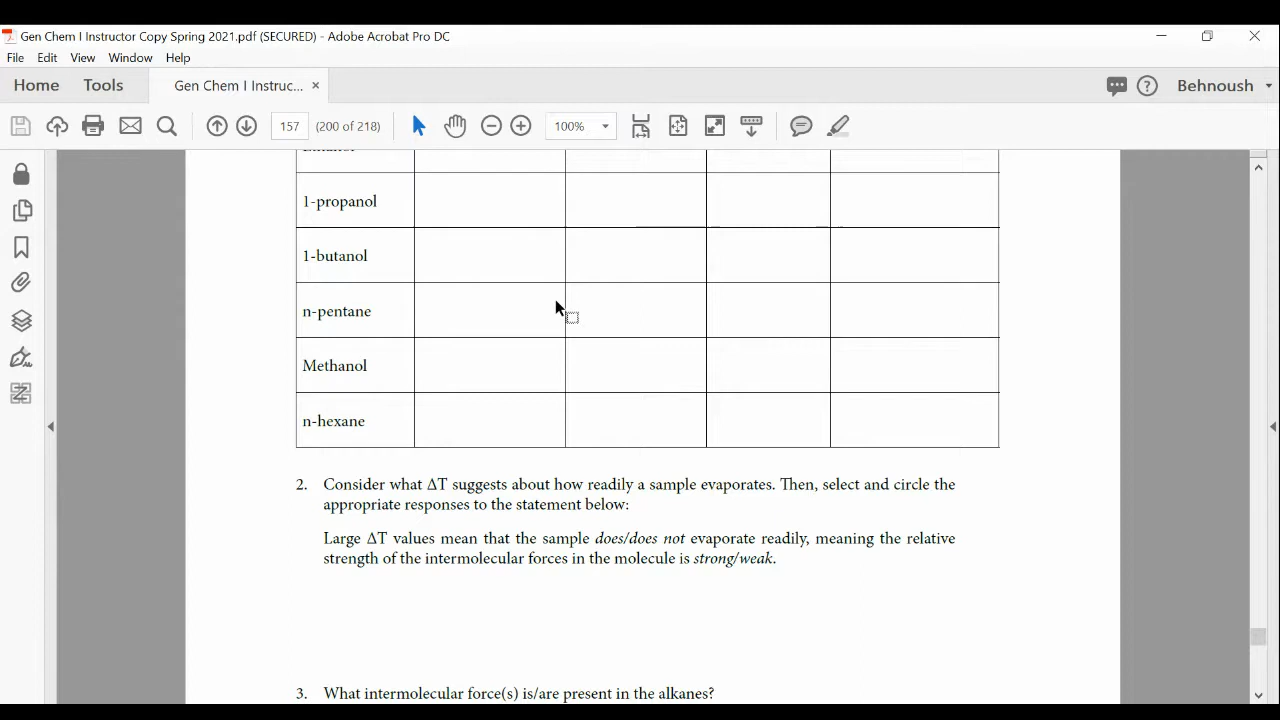 Gen Chem I Instructor Copy Spring 2021.pdf (SECURED) - Adobe Acrobat Pro DC
File Edit View Window Help
Home Tools Gen Chem I Instruc... × Behnoush
157 (200 of 218) 100%
1-propanol
1-butanol
n-pentane
Methanol
n-hexane
2. Consider what ΔT suggests about how readily a sample evaporates. Then, select and circle the
appropriate responses to the statement below:
Large ΔT values mean that the sample does/does not evaporate readily, meaning the relative
strength of the intermolecular forces in the molecule is strong/weak.
3. What intermolecular force(s) is/are present in the alkanes?